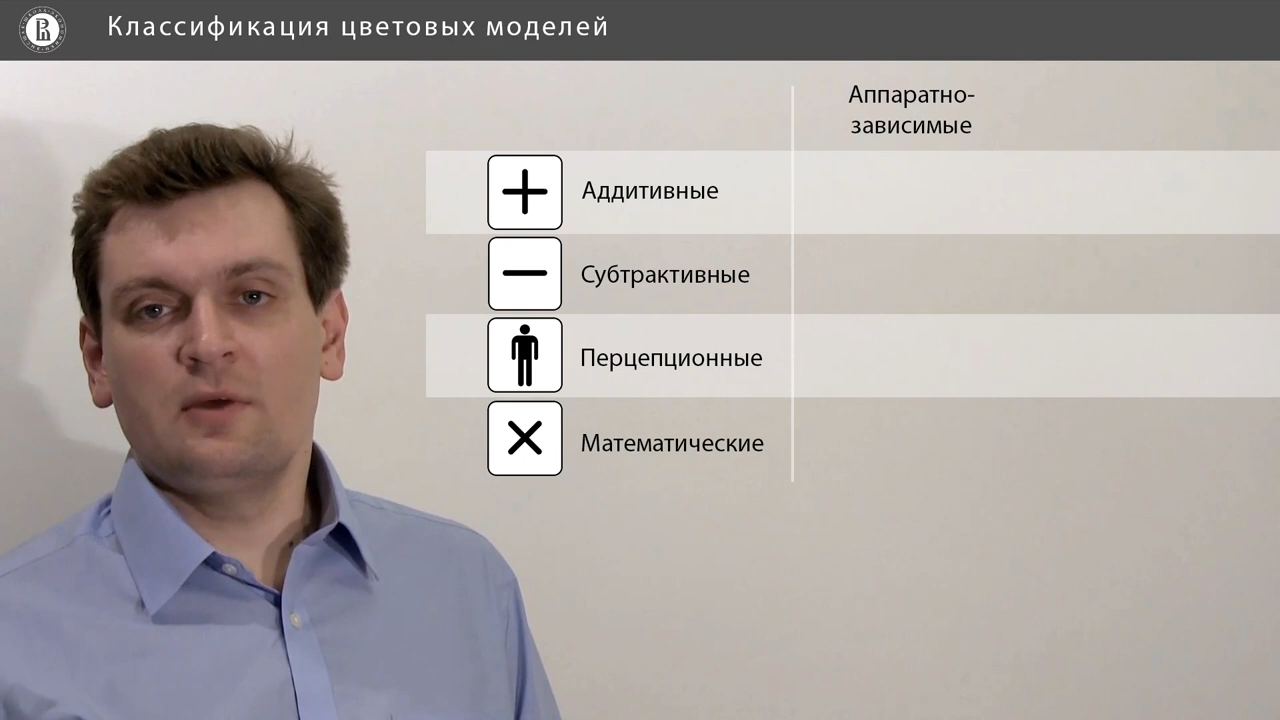 Классификация цветовых моделей
Аппаратно-
зависимые
Аддитивные
Субтрактивные
Перцепционные
Математические